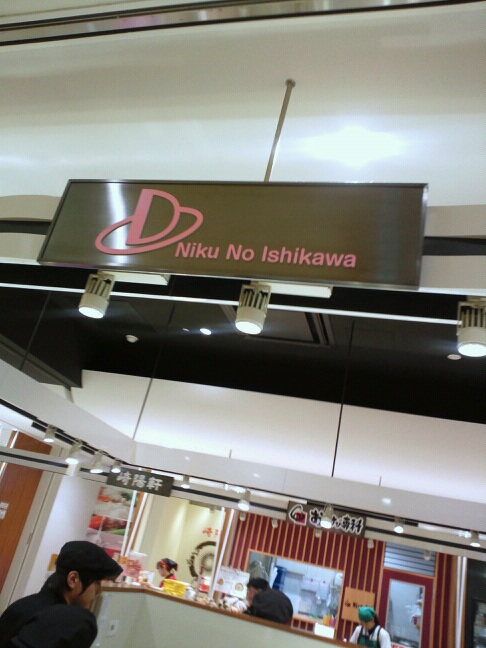 D
Niku No Ishikawa
崎陽軒